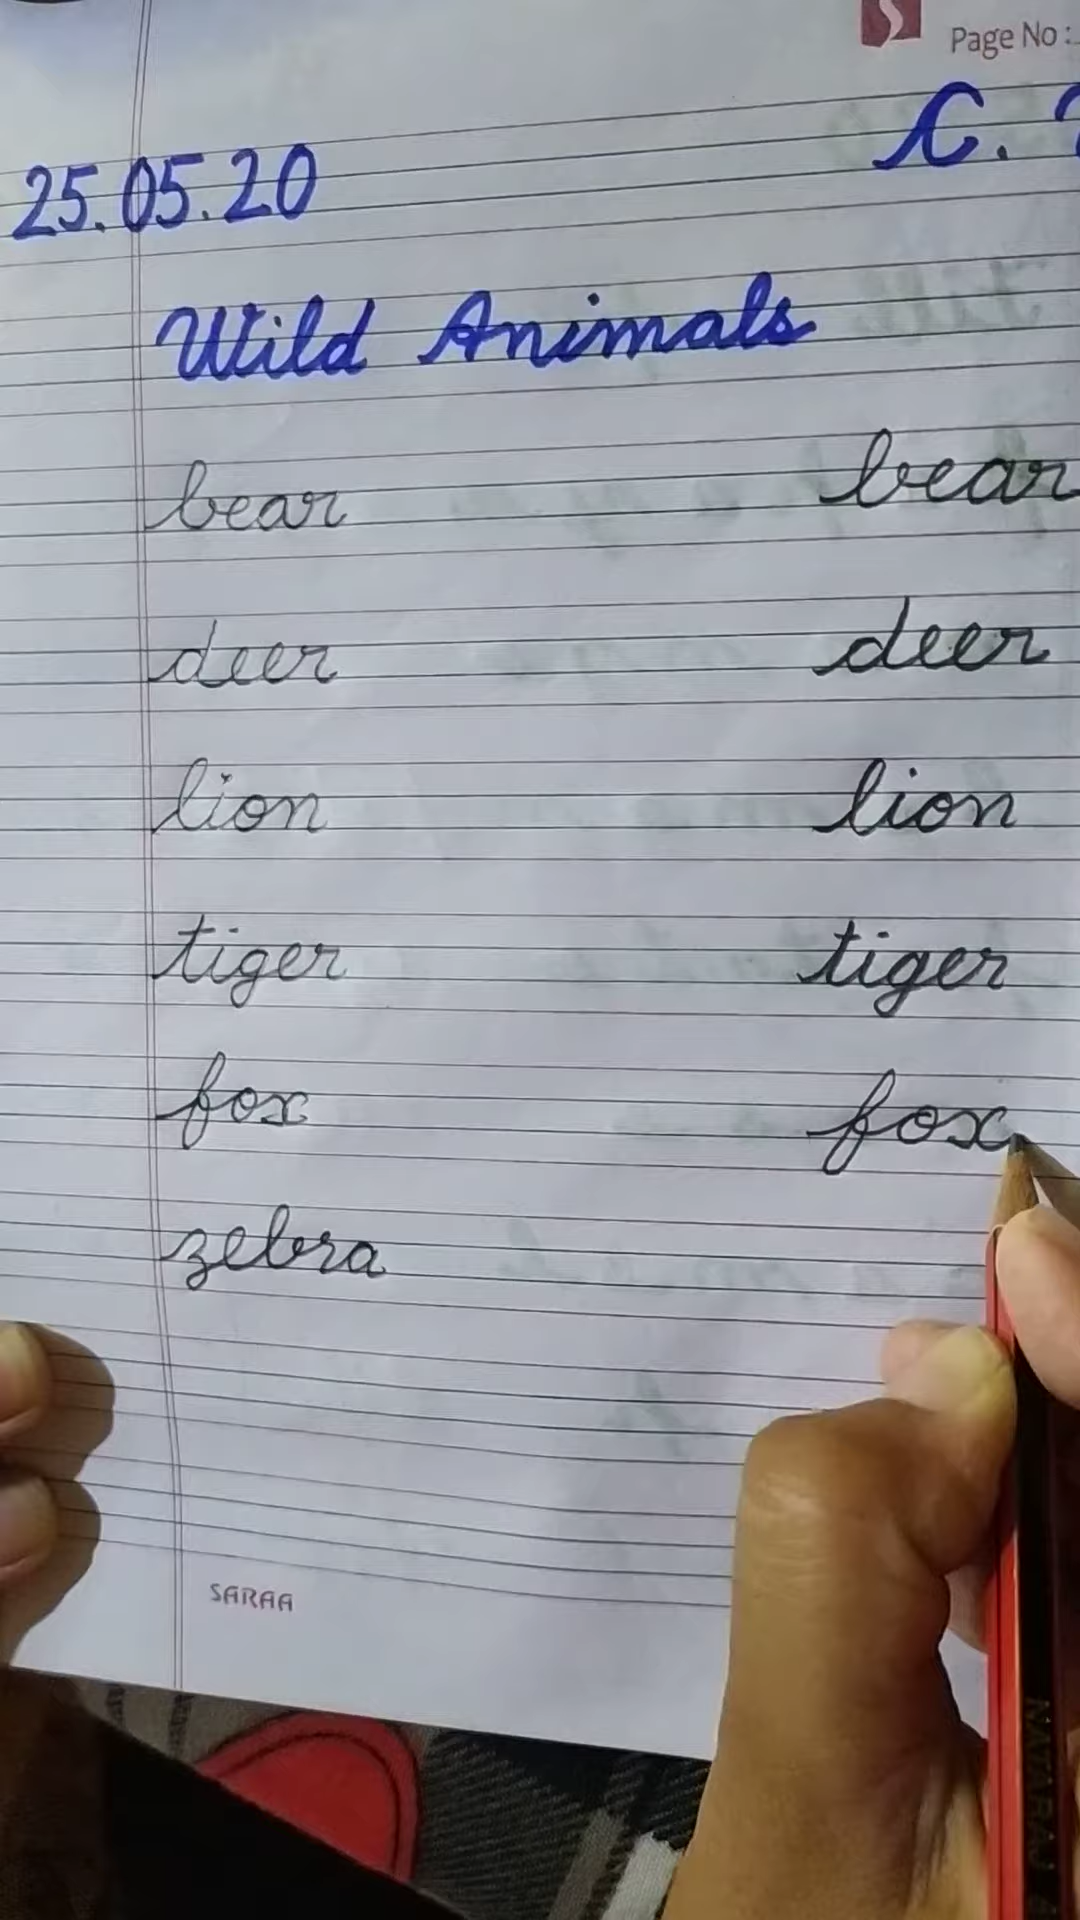 Page No :
25.05.20 C.
Wild Animals
bear bear
deer deer
lion lion
tiger tiger
fox fox
zebra
SARAA
NATARAJ